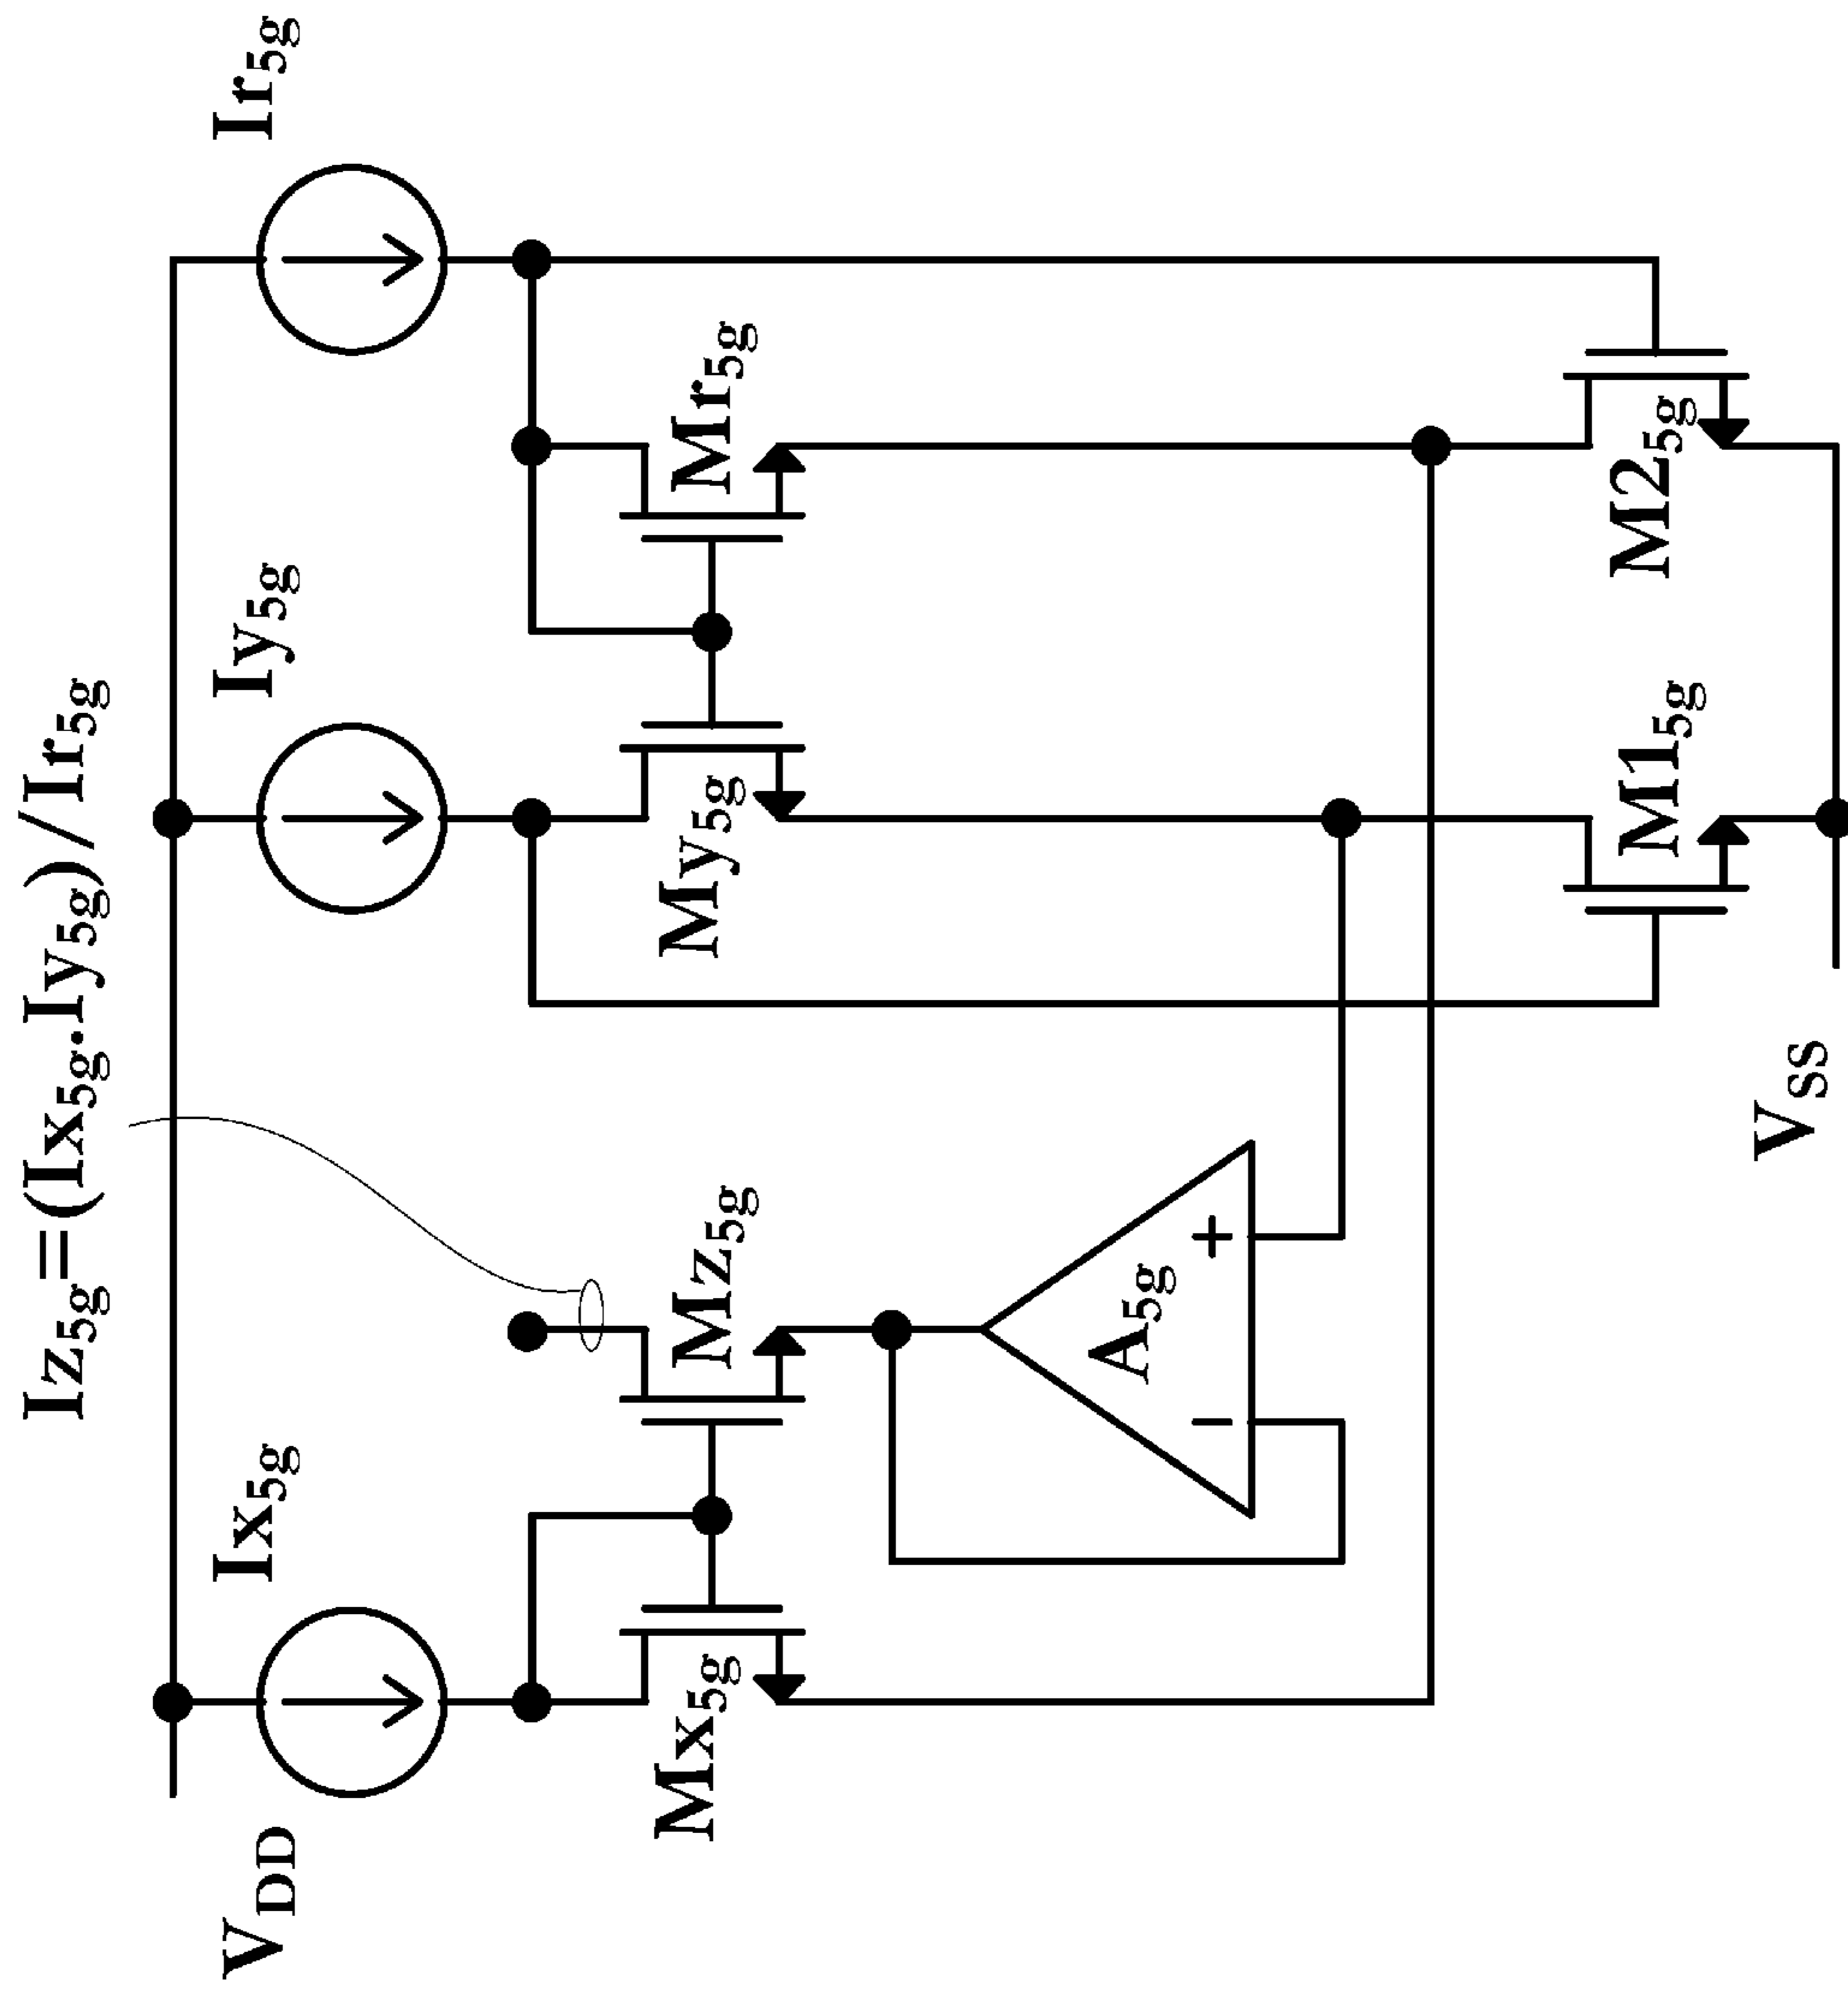 Iz5g=(Ix5g.Iy5g)/Ir5g
VDD
Ix5g
Iy5g
Ir5g
Mx5g
Mz5g
My5g
Mr5g
A5g
−
+
M15g
M25g
VSS